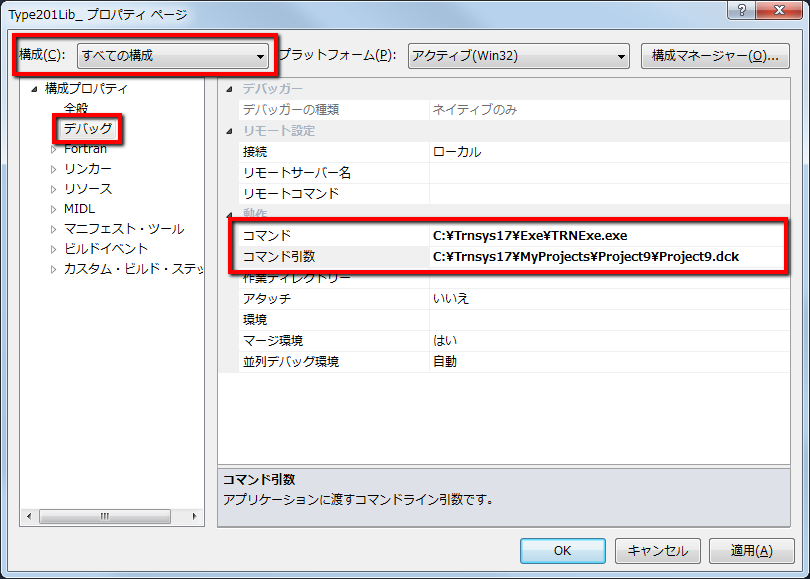 Type201Lib_ プロパティ ページ
構成(C): すべての構成 プラットフォーム(P): アクティブ(Win32) 構成マネージャー(O)...
構成プロパティ
全般
デバッグ
Fortran
リンカー
リソース
MIDL
マニフェスト・ツール
ビルドイベント
カスタム・ビルド・ステッ
デバッガー
デバッガーの種類 ネイティブのみ
リモート設定
接続 ローカル
リモートサーバー名
リモートコマンド
動作
コマンド C:¥Trnsys17¥Exe¥TRNExe.exe
コマンド引数 C:¥Trnsys17¥MyProjects¥Project9¥Project9.dck
作業ディレクトリー
アタッチ いいえ
環境
マージ環境 はい
並列デバッグ環境 自動
コマンド引数
アプリケーションに渡すコマンドライン引数です。
OK キャンセル 適用(A)